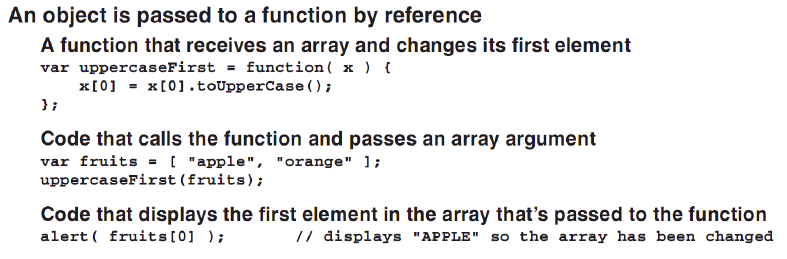 An object is passed to a function by reference
A function that receives an array and changes its first element
var uppercaseFirst = function( x ) {
    x[0] = x[0].toUpperCase();
};
Code that calls the function and passes an array argument
var fruits = [ "apple", "orange" ];
uppercaseFirst(fruits);
Code that displays the first element in the array that’s passed to the function
alert( fruits[0] );       // displays "APPLE" so the array has been changed